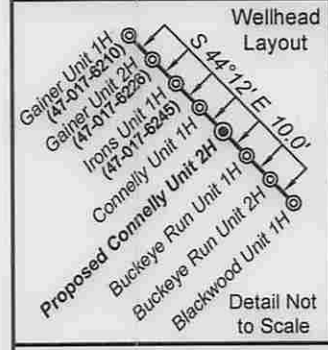 Wellhead
Layout
S 44°12' E 10.0'
Gainer Unit 1H
(47-017-6210)
Gainer Unit 2H
(47-017-6226)
Irons Unit 1H
(47-017-6245)
Connelly Unit 1H
Proposed Connelly Unit 2H
Buckeye Run Unit 1H
Buckeye Run Unit 2H
Blackwood Unit 1H
Detail Not
to Scale